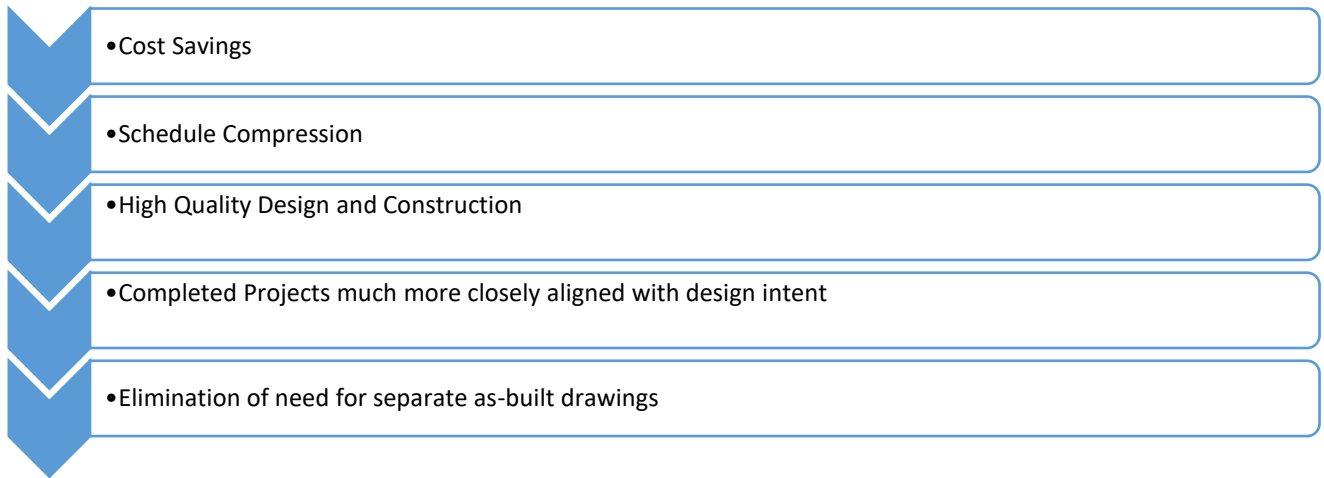 •Cost Savings
•Schedule Compression
•High Quality Design and Construction
•Completed Projects much more closely aligned with design intent
•Elimination of need for separate as-built drawings